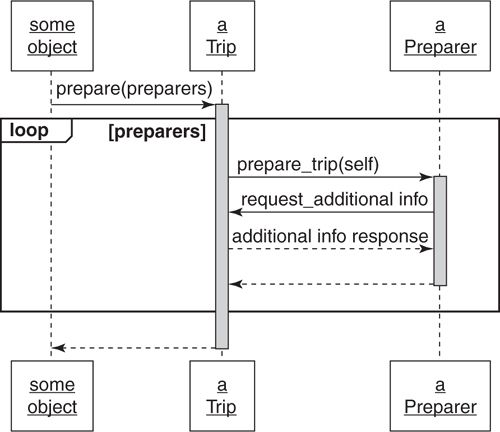 some
object
a
Trip
a
Preparer
prepare(preparers)
loop
[preparers]
prepare_trip(self)
request_additional info
additional info response
some
object
a
Trip
a
Preparer